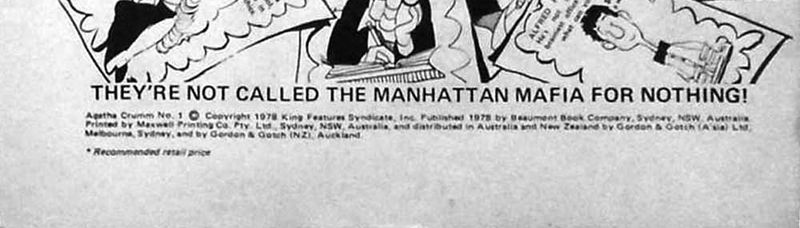 ALFRED
THEY'RE NOT CALLED THE MANHATTAN MAFIA FOR NOTHING!
Agatha Crumm No. 1 © Copyright 1978 King Features Syndicate, Inc. Published 1978 by Beaumont Book Company, Sydney, NSW, Australia.
Printed by Maxwell Printing Co. Pty. Ltd., Sydney, NSW, Australia, and distributed in Australia and New Zealand by Gordon & Gotch (A'sia) Ltd,
Melbourne, Sydney, and by Gordon & Gotch (NZ), Auckland.
* Recommended retail price